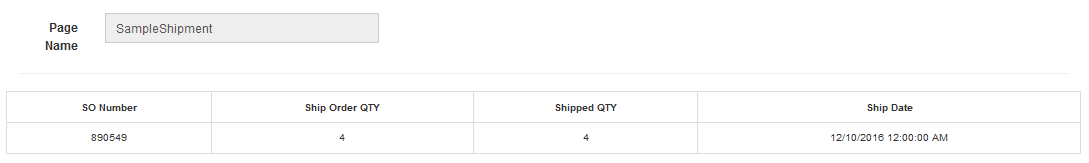 Page Name
SampleShipment
SO Number Ship Order QTY Shipped QTY Ship Date
890549 4 4 12/10/2016 12:00:00 AM